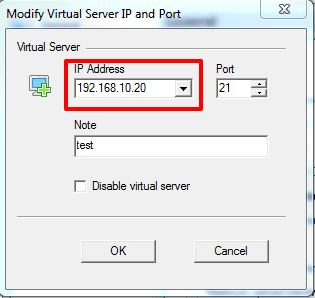 Modify Virtual Server IP and Port
Virtual Server
IP Address Port
192.168.10.20 21
Note
test
Disable virtual server
OK Cancel